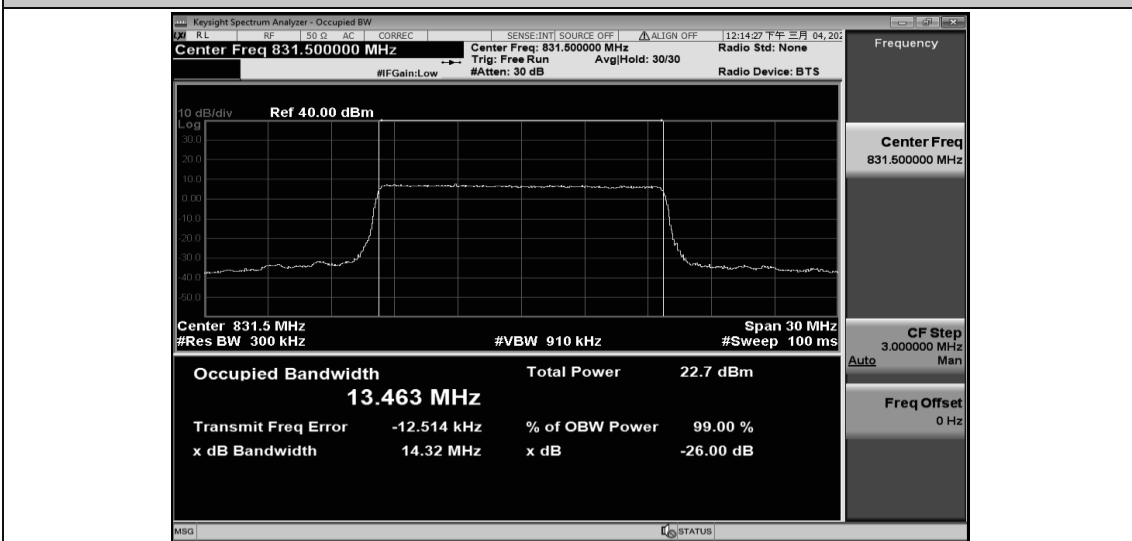 Keysight Spectrum Analyzer - Occupied BW
LXI RL RF 50 Ω AC CORREC SENSE:INT SOURCE OFF ⚠ALIGN OFF 12:14:27 下午 三月 04, 202
Center Freq 831.500000 MHz
Center Freq: 831.500000 MHz Radio Std: None
Trig: Free Run Avg|Hold: 30/30
#IFGain:Low #Atten: 30 dB Radio Device: BTS
10 dB/div Ref 40.00 dBm
Log
30.0
20.0
10.0
0.00
-10.0
-20.0
-30.0
-40.0
-50.0
Center 831.5 MHz Span 30 MHz
#Res BW 300 kHz #VBW 910 kHz #Sweep 100 ms
Occupied Bandwidth Total Power 22.7 dBm
13.463 MHz
Transmit Freq Error -12.514 kHz % of OBW Power 99.00 %
x dB Bandwidth 14.32 MHz x dB -26.00 dB
MSG STATUS
Frequency
Center Freq
831.500000 MHz
CF Step
3.000000 MHz
Auto Man
Freq Offset
0 Hz